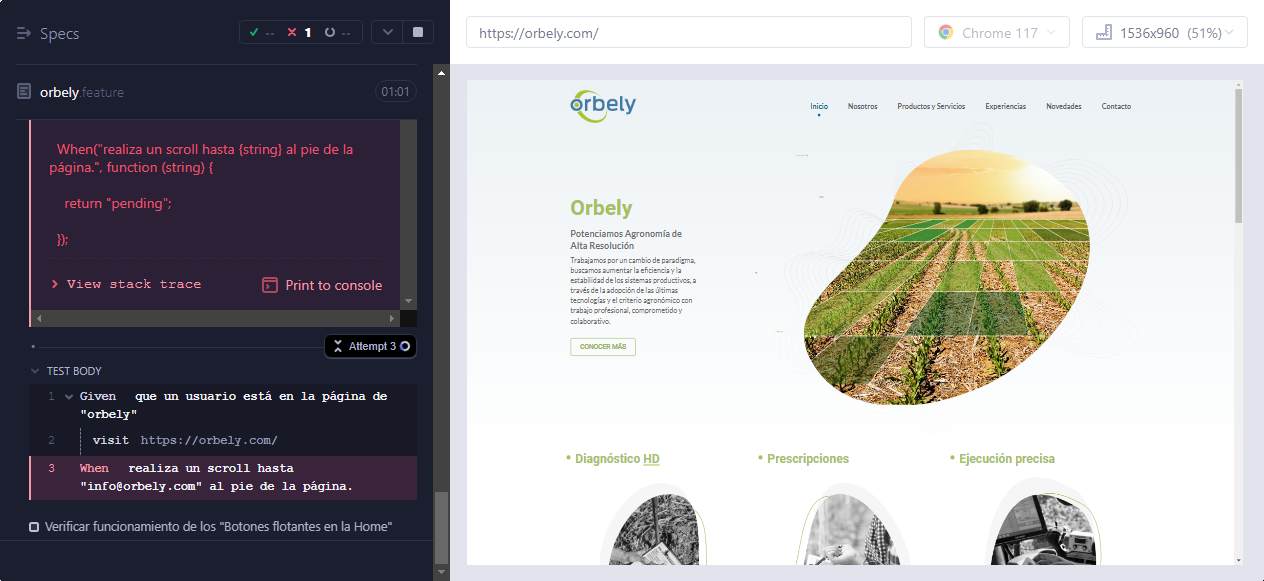 Specs
-- 1 --
orbely.feature
01:01
When("realiza un scroll hasta {string} al pie de la
página.", function (string) {
return "pending";
});
View stack trace
Print to console
Attempt 3
TEST BODY
1 Given que un usuario está en la página de
"orbely"
2 visit https://orbely.com/
3 When realiza un scroll hasta
"info@orbely.com" al pie de la página.
Verificar funcionamiento de los "Botones flotantes en la Home"
https://orbely.com/
Chrome 117
1536x960 (51%)
orbely
Inicio Nosotros Productos y Servicios Experiencias Novedades Contacto
Orbely
Potenciamos Agronomía de
Alta Resolución
Trabajamos por un cambio de paradigma,
buscamos aumentar la eficiencia y la
estabilidad de los sistemas productivos, a
través de la adopción de las últimas
tecnologías y el criterio agronómico con
trabajo profesional, comprometido y
colaborativo.
CONOCER MÁS
• Diagnóstico HD
• Prescripciones
• Ejecución precisa